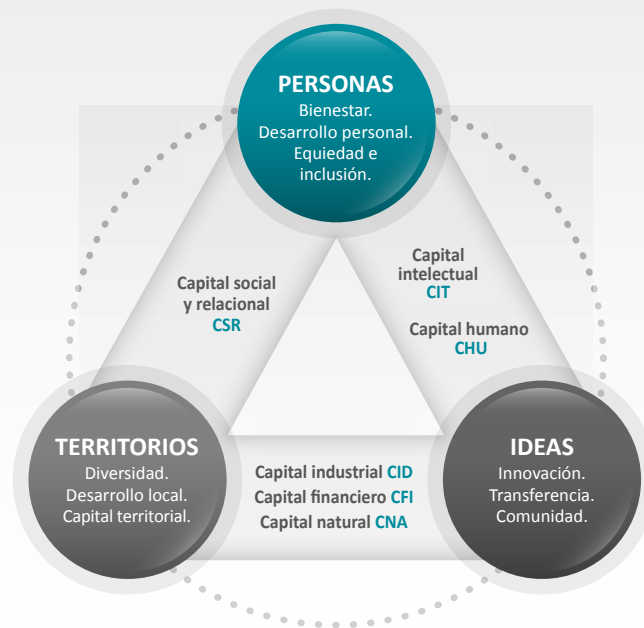 PERSONAS
Bienestar.
Desarrollo personal.
Equiedad e
inclusión.
Capital social
y relacional
CSR
Capital
intelectual
CIT
Capital humano
CHU
TERRITORIOS
Diversidad.
Desarrollo local.
Capital territorial.
Capital industrial CID
Capital financiero CFI
Capital natural CNA
IDEAS
Innovación.
Transferencia.
Comunidad.